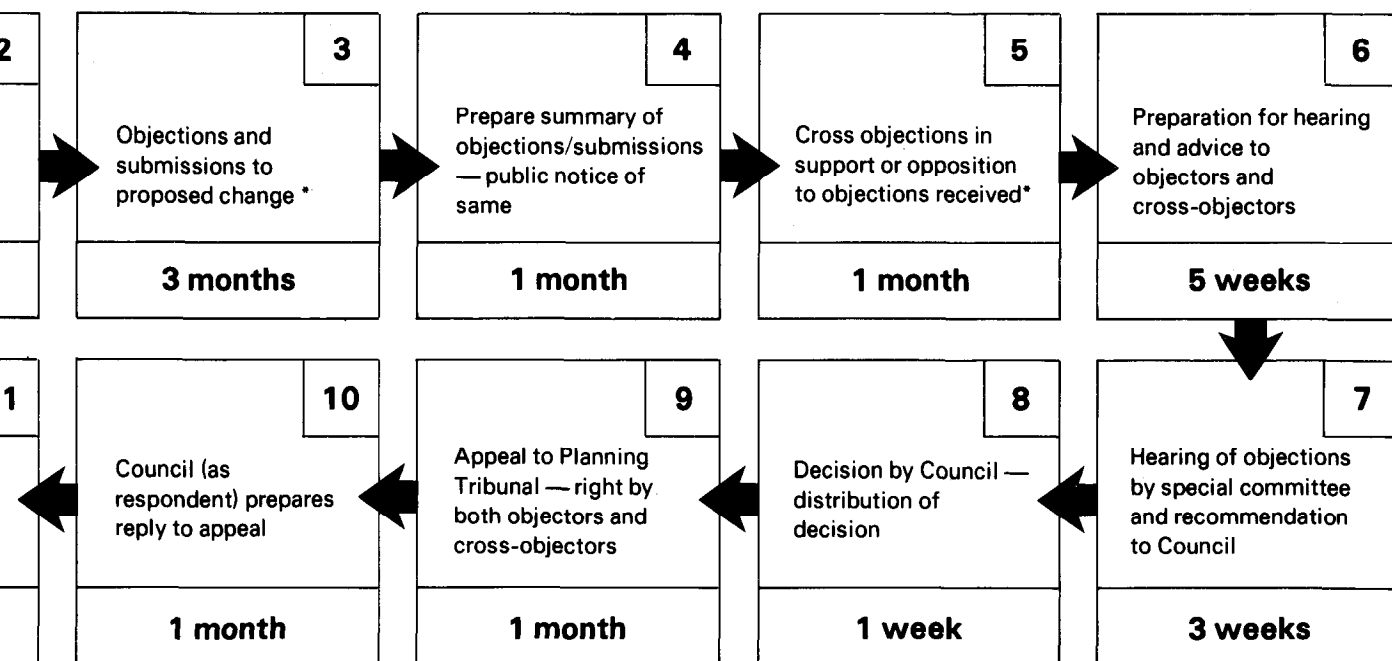 2
3
Objections and
submissions to
proposed change *
3 months
4
Prepare summary of
objections/submissions
— public notice of
same
1 month
5
Cross objections in
support or opposition
to objections received*
1 month
6
Preparation for hearing
and advice to
objectors and
cross-objectors
5 weeks
7
Hearing of objections
by special committee
and recommendation
to Council
3 weeks
8
Decision by Council —
distribution of
decision
1 week
9
Appeal to Planning
Tribunal — right by
both objectors and
cross-objectors
1 month
10
Council (as
respondent) prepares
reply to appeal
1 month
1